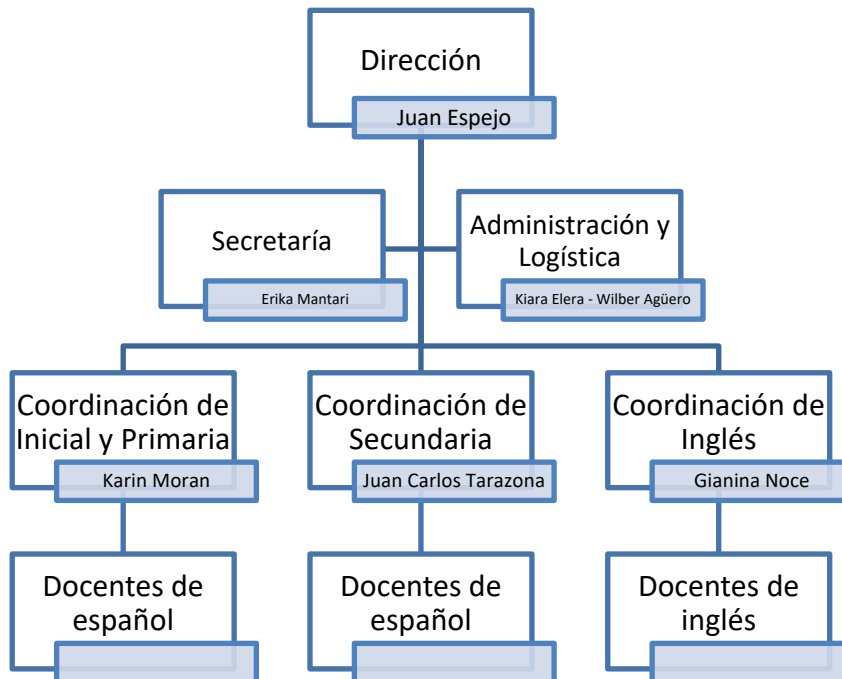 Dirección
Juan Espejo
Secretaría
Erika Mantari
Administración y
Logística
Kiara Elera - Wilber Agüero
Coordinación de
Inicial y Primaria
Karin Moran
Coordinación de
Secundaria
Juan Carlos Tarazona
Coordinación de
Inglés
Gianina Noce
Docentes de
español
Docentes de
español
Docentes de
inglés